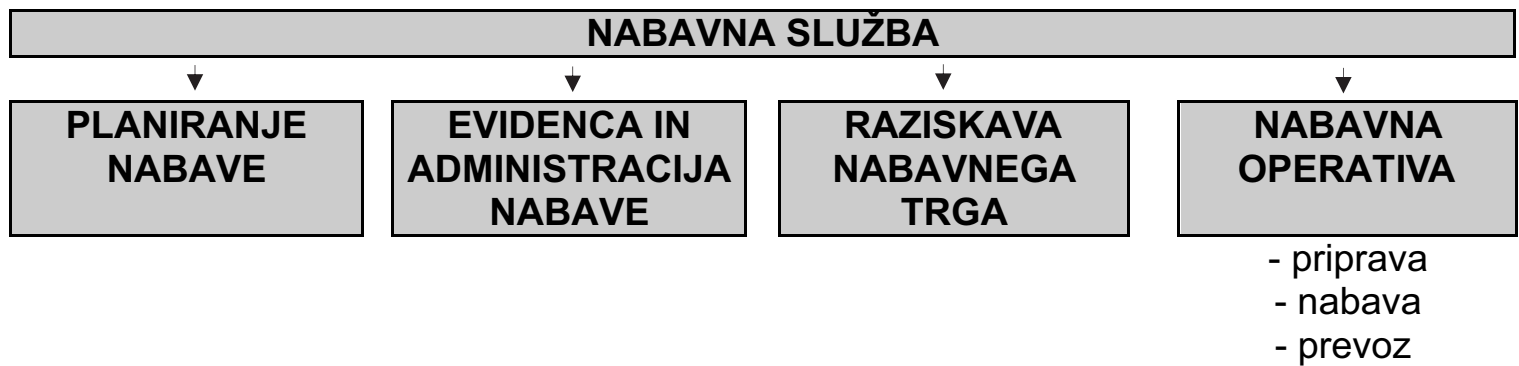 NABAVNA SLUŽBA
PLANIRANJE
NABAVE
EVIDENCA IN
ADMINISTRACIJA
NABAVE
RAZISKAVA
NABAVNEGA
TRGA
NABAVNA
OPERATIVA
- priprava
- nabava
- prevoz